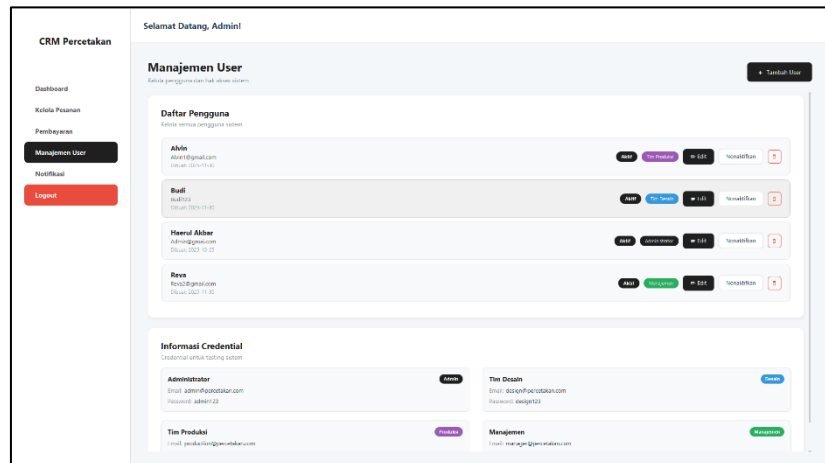 CRM Percetakan
Dashboard
Kelola Pesanan
Pembayaran
Manajemen User
Notifikasi
Logout
Selamat Datang, Admin!
Manajemen User
Kelola pengguna dan hak akses sistem
+ Tambah User
Daftar Pengguna
Kelola semua pengguna sistem
Alvin
Alvin1@gmail.com
Aktif Tim Produksi Edit Nonaktifkan
Budi
Budi123
Aktif Tim Desain Edit Nonaktifkan
Haerul Akbar
Admin@gmai.com
Aktif Administrator Edit Nonaktifkan
Reva
Reva2@gmail.com
Aktif Manajemen Edit Nonaktifkan
Informasi Credential
Credential untuk testing sistem
Administrator Admin
Email: admin@percetakan.com
Password: admin123
Tim Desain Desain
Email: design@percetakan.com
Password: design123
Tim Produksi Produksi
Email: production@percetakan.com
Manajemen Manajemen
Email: manager@percetakan.com